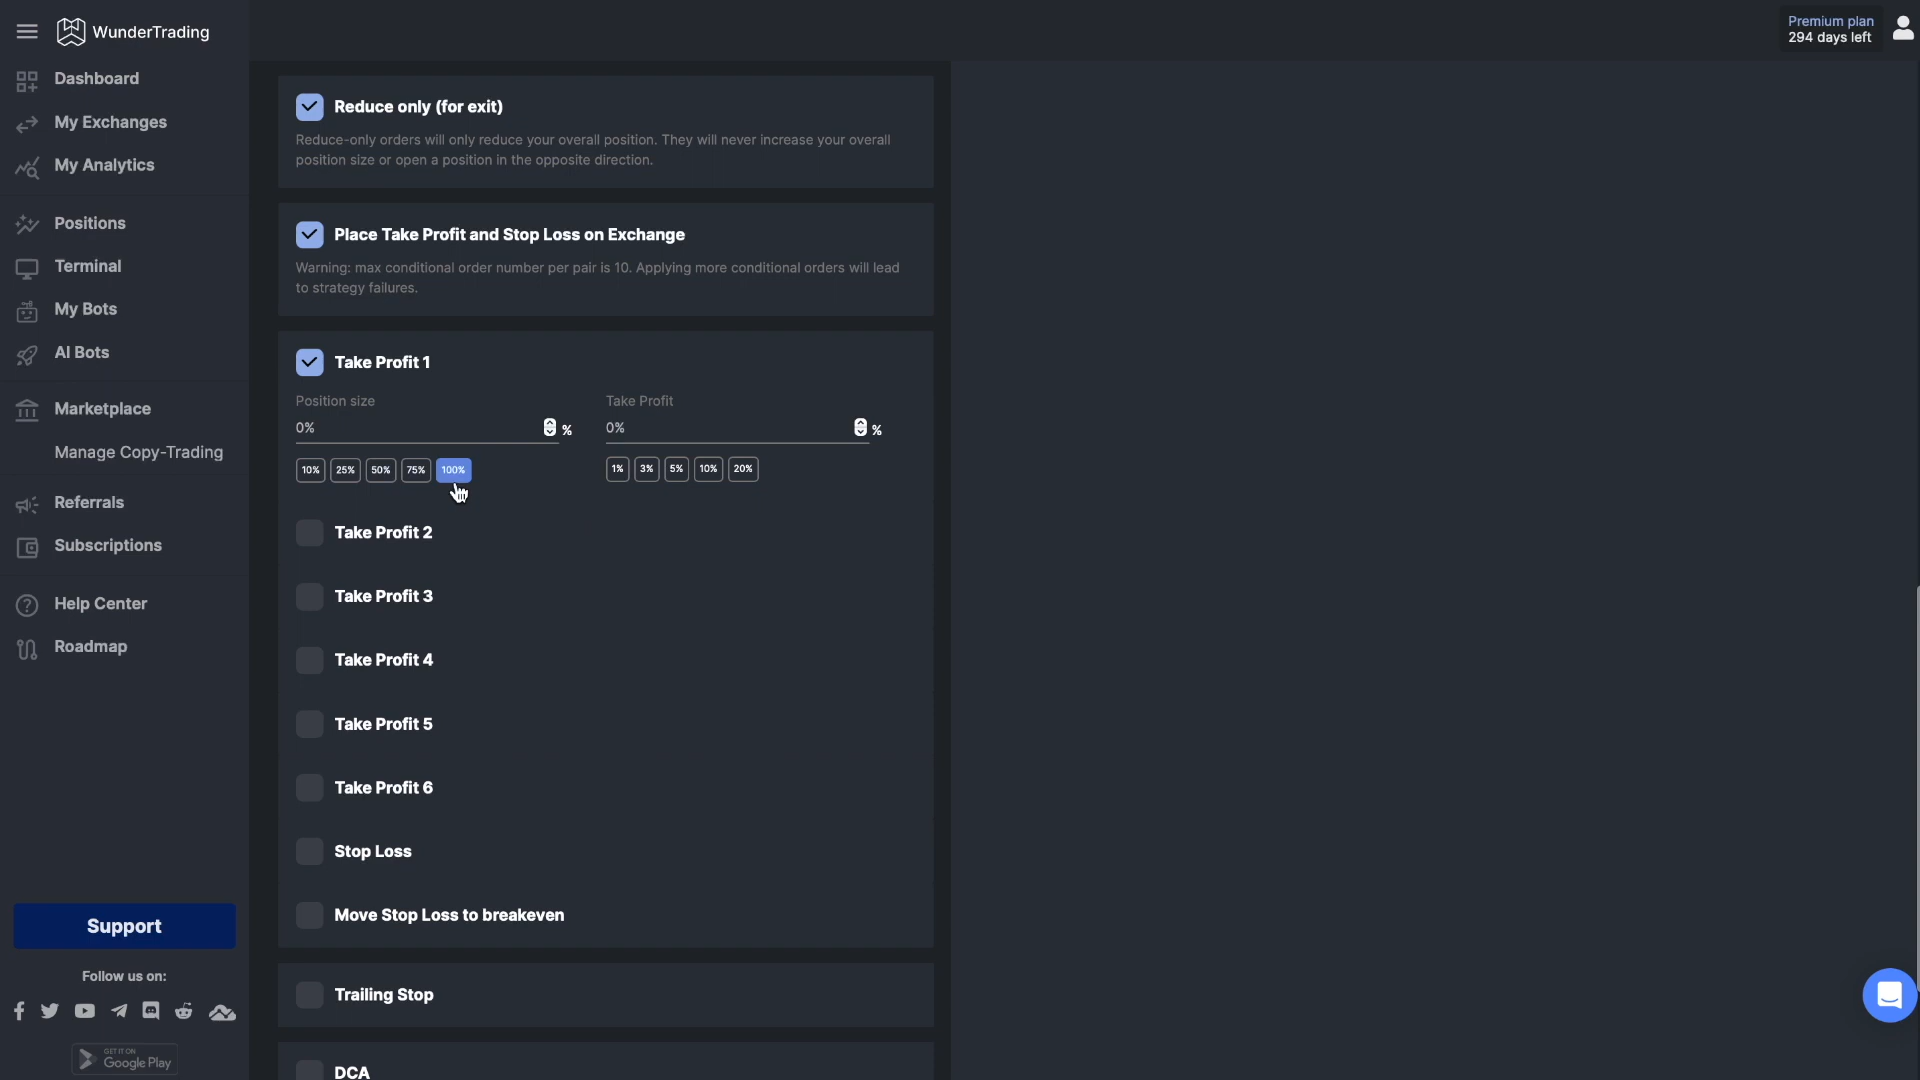 WunderTrading
Premium plan
294 days left
Dashboard
My Exchanges
My Analytics
Positions
Terminal
My Bots
AI Bots
Marketplace
Manage Copy-Trading
Referrals
Subscriptions
Help Center
Roadmap
Support
Follow us on:
GET IT ON
Google Play
Reduce only (for exit)
Reduce-only orders will only reduce your overall position. They will never increase your overall
position size or open a position in the opposite direction.
Place Take Profit and Stop Loss on Exchange
Warning: max conditional order number per pair is 10. Applying more conditional orders will lead
to strategy failures.
Take Profit 1
Position size
0% %
10% 25% 50% 75% 100%
Take Profit
0% %
1% 3% 5% 10% 20%
Take Profit 2
Take Profit 3
Take Profit 4
Take Profit 5
Take Profit 6
Stop Loss
Move Stop Loss to breakeven
Trailing Stop
DCA